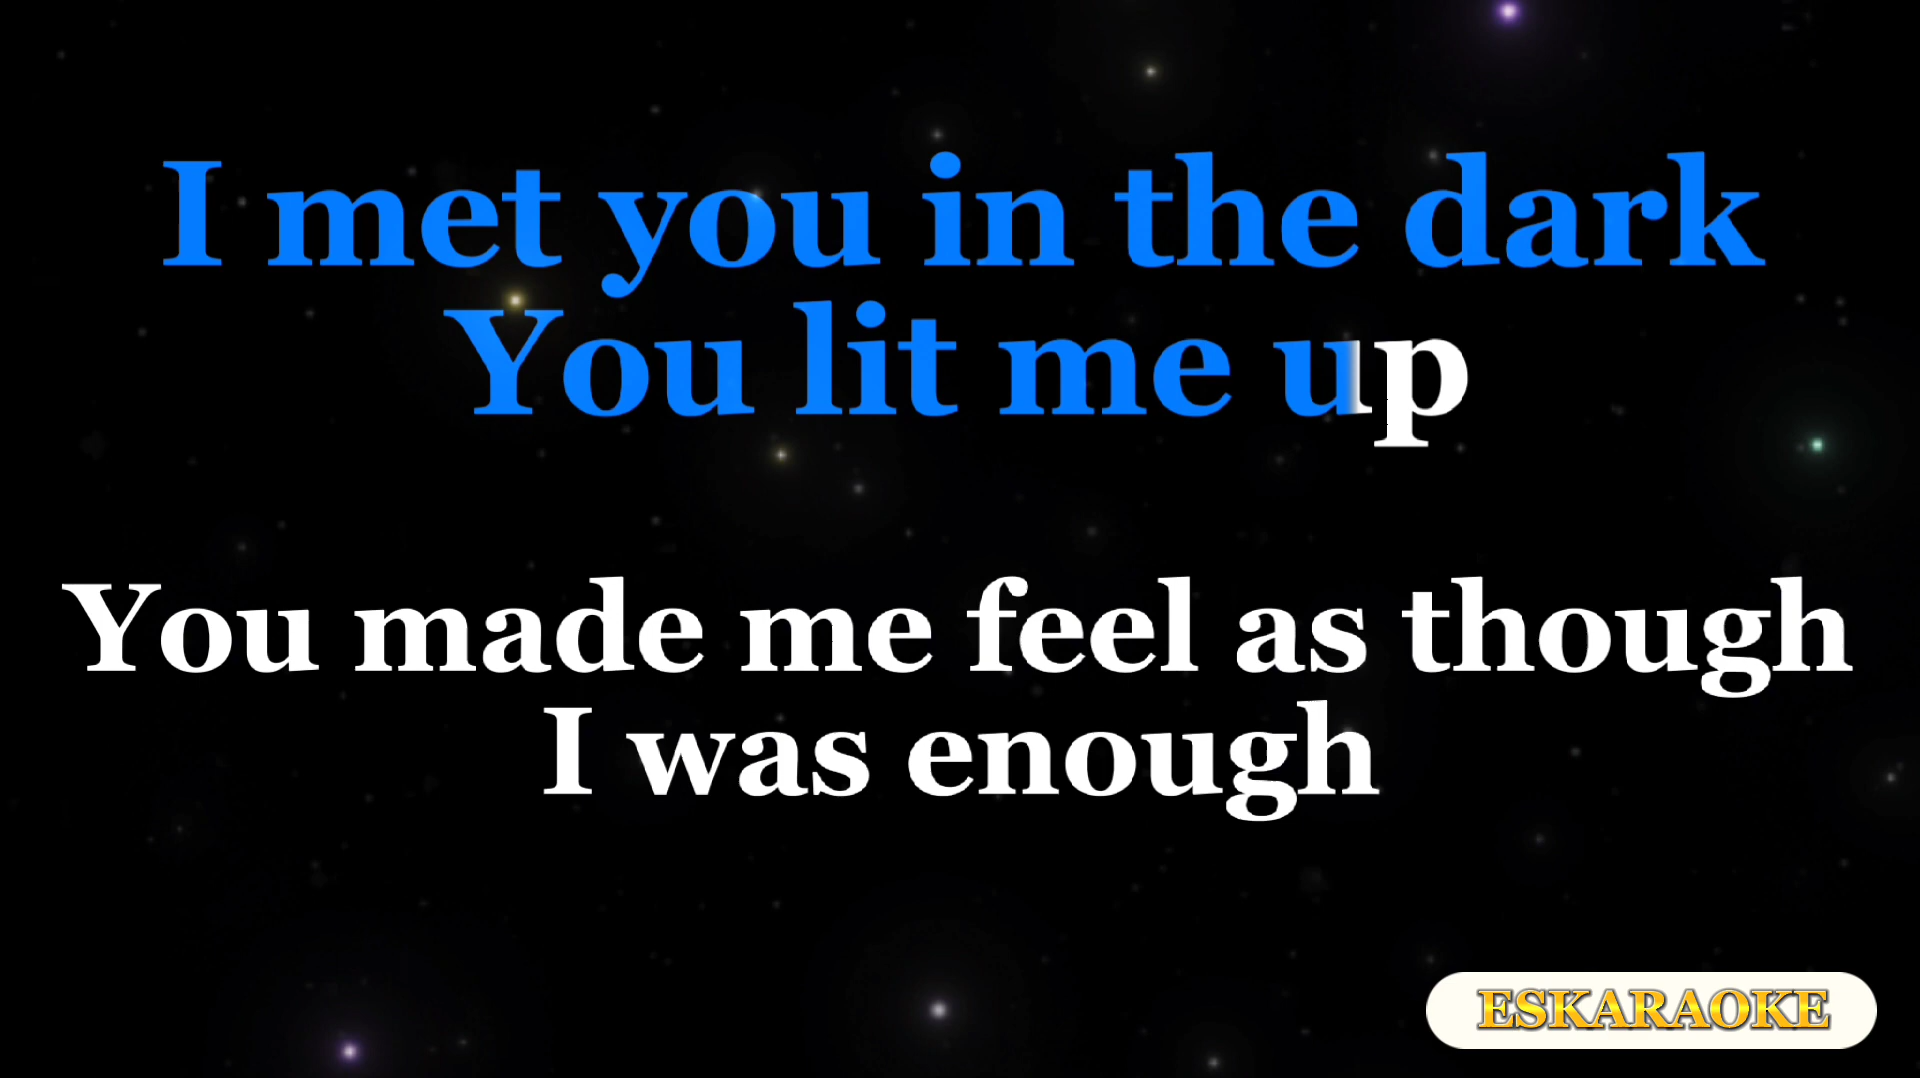 I met you in the dark
You lit me up
You made me feel as though
I was enough
ESKARAOKE